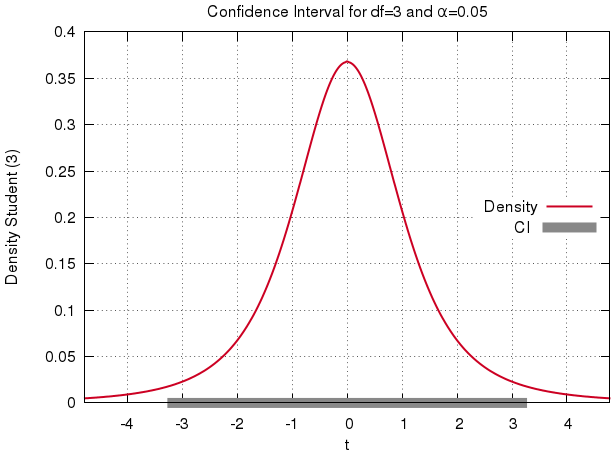 Confidence Interval for df=3 and α=0.05
0.4
0.35
0.3
0.25
0.2
0.15
0.1
0.05
0
Density Student (3)
Density
CI
-4 -3 -2 -1 0 1 2 3 4
t